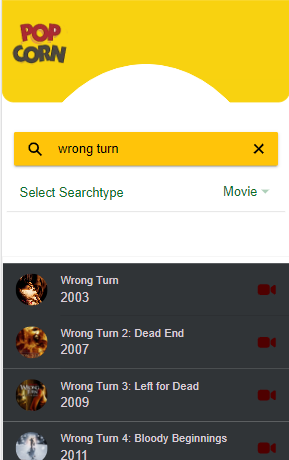 POP
CORN
wrong turn
Select Searchtype
Movie
Wrong Turn
2003
Wrong Turn 2: Dead End
2007
Wrong Turn 3: Left for Dead
2009
Wrong Turn 4: Bloody Beginnings
2011